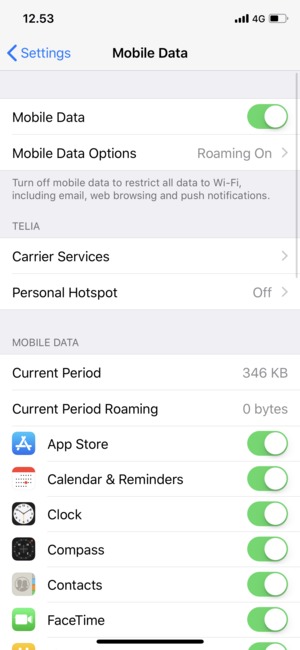 12.53
4G
Settings
Mobile Data
Mobile Data
Mobile Data Options Roaming On
Turn off mobile data to restrict all data to Wi-Fi,
including email, web browsing and push notifications.
TELIA
Carrier Services
Personal Hotspot Off
MOBILE DATA
Current Period 346 KB
Current Period Roaming 0 bytes
App Store
Calendar & Reminders
Clock
Compass
Contacts
FaceTime